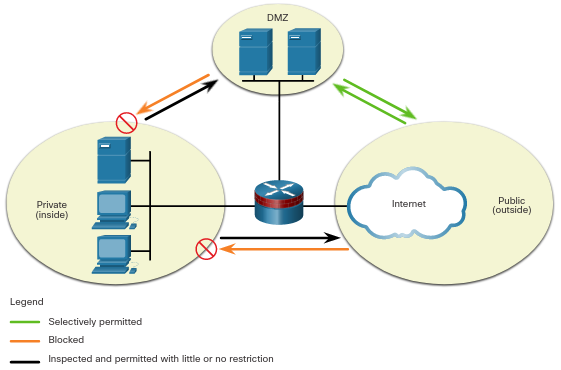 DMZ
Private
(inside)
Internet
Public
(outside)
Legend
Selectively permitted
Blocked
Inspected and permitted with little or no restriction